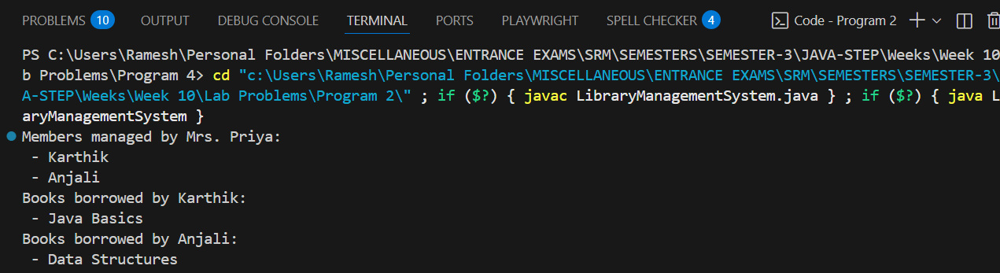 PROBLEMS 10 OUTPUT DEBUG CONSOLE TERMINAL PORTS PLAYWRIGHT SPELL CHECKER 4 Code - Program 2
PS C:\Users\Ramesh\Personal Folders\MISCELLANEOUS\ENTRANCE EXAMS\SRM\SEMESTERS\SEMESTER-3\JAVA-STEP\Weeks\Week 10
b Problems\Program 4> cd "c:\Users\Ramesh\Personal Folders\MISCELLANEOUS\ENTRANCE EXAMS\SRM\SEMESTERS\SEMESTER-3\
A-STEP\Weeks\Week 10\Lab Problems\Program 2\" ; if ($?) { javac LibraryManagementSystem.java } ; if ($?) { java L
aryManagementSystem }
Members managed by Mrs. Priya:
- Karthik
- Anjali
Books borrowed by Karthik:
- Java Basics
Books borrowed by Anjali:
- Data Structures